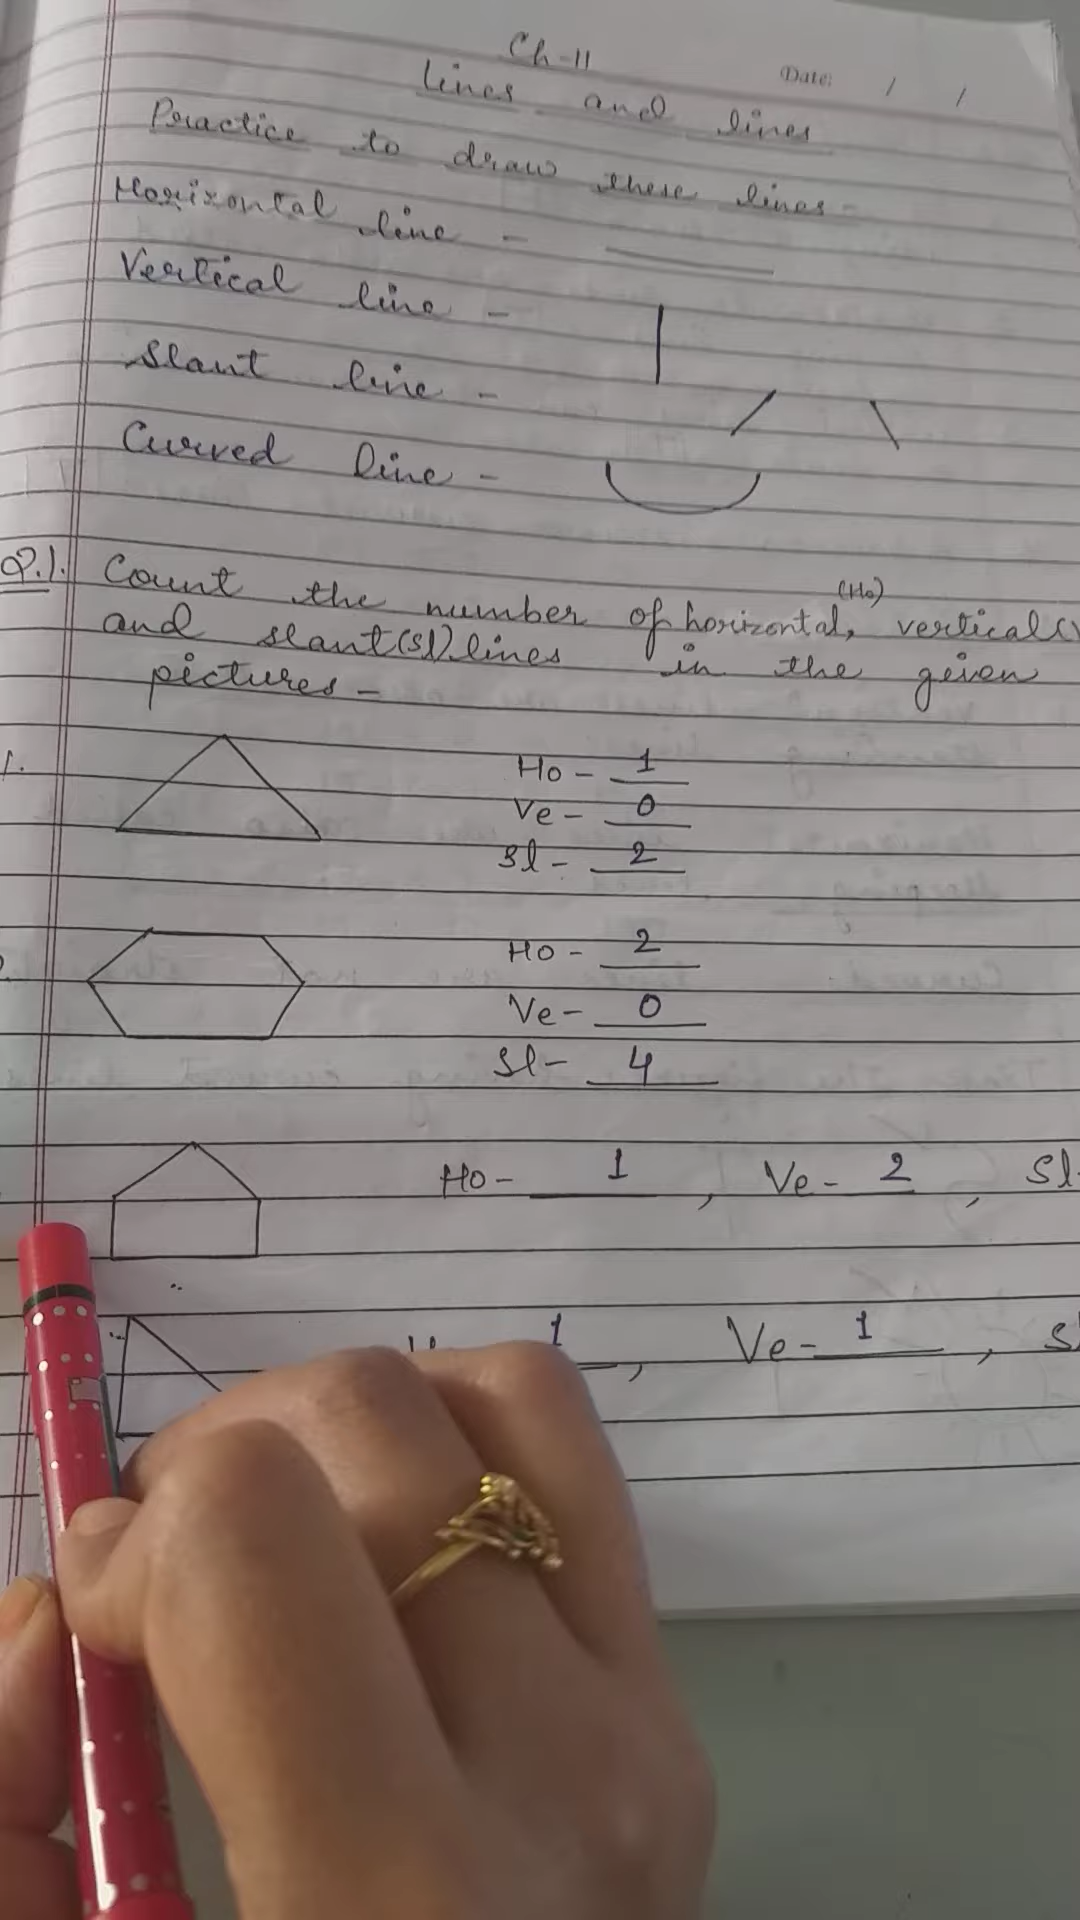 Ch-11
Date: / /
Lines and lines
Practice to draw these lines-
Horizontal line -
Vertical line -
Slant line -
Curved line -
Q.1. Count the number of horizontal, (Ho) vertical(
and slant(sl) lines in the given
pictures -
1.
Ho - 1
Ve - 0
Sl - 2
2.
Ho - 2
Ve - 0
Sl - 4
Ho - 1, Ve - 2, Sl-
1, Ve - 1, S